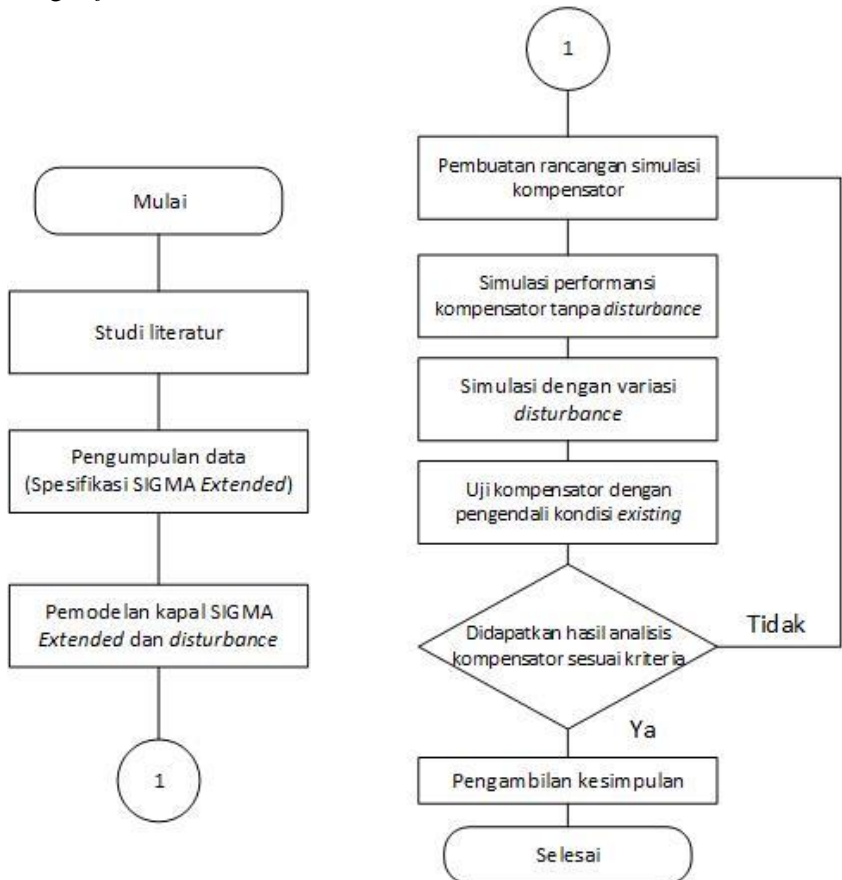 Mulai
Studi literatur
Pengumpulan data
(Spesifikasi SIGMA Extended)
Pemodelan kapal SIGMA
Extended dan disturbance
1
1
Pembuatan rancangan simulasi
kompensator
Simulasi performansi
kompensator tanpa disturbance
Simulasi dengan variasi
disturbance
Uji kompensator dengan
pengendali kondisi existing
Didapatkan hasil analisis
kompensator sesuai kriteria
Tidak
Ya
Pengambilan kesimpulan
Selesai